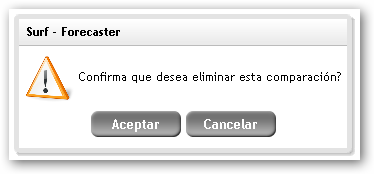 Surf - Forecaster
Confirma que desea eliminar esta comparación?
Aceptar
Cancelar